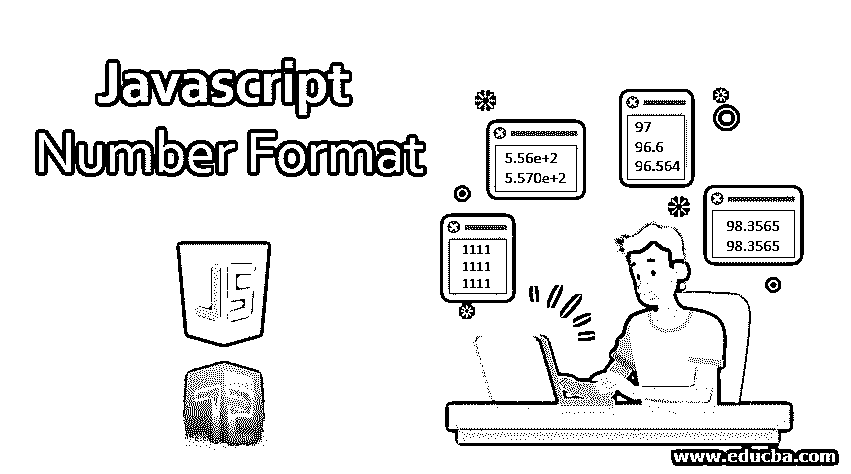 Javascript
Number Format
5.56e+2
5.570e+2
97
96.6
96.564
98.3565
98.3565
1111
1111
1111
JS
www.educba.com